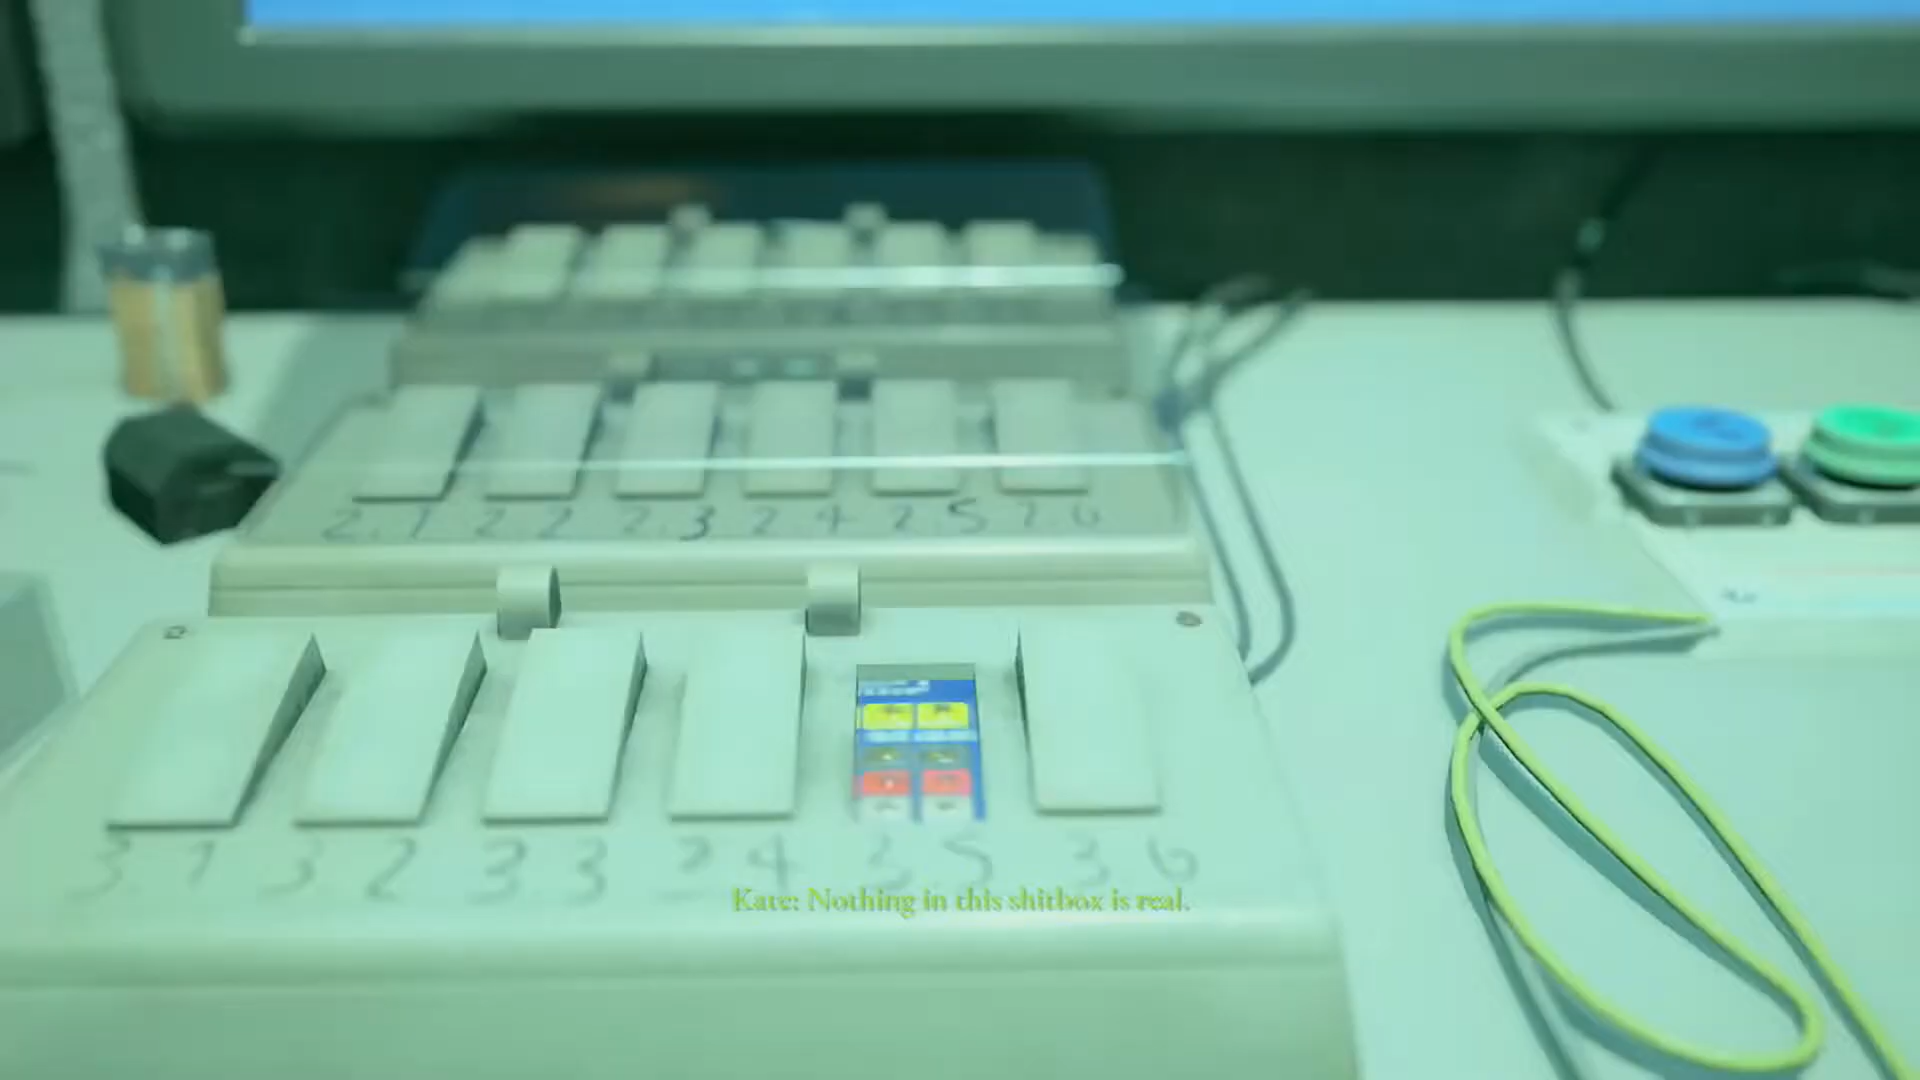 2.1 2.2 2.3 2.4 2.5 2.6
3.1 3.2 3.3 3.4 3.5 3.6
Kate: Nothing in this shitbox is real.